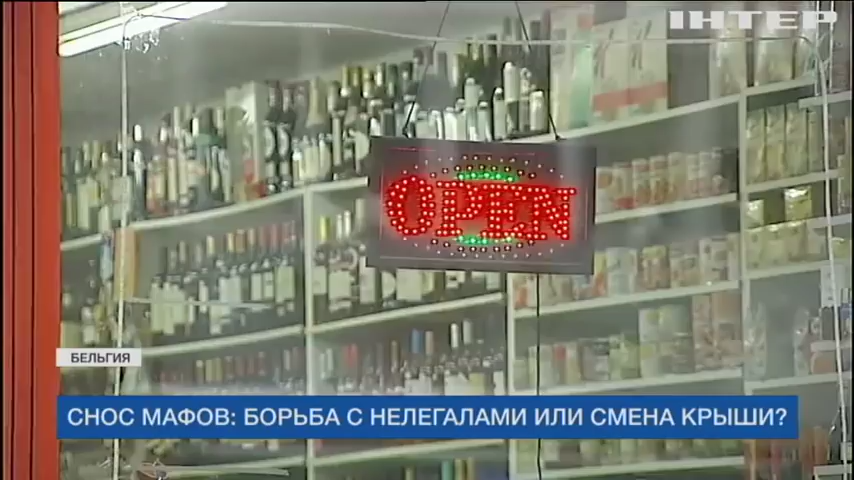 ІНТЕР
OPEN
БЕЛЬГИЯ
СНОС МАФОВ: БОРЬБА С НЕЛЕГАЛАМИ ИЛИ СМЕНА КРЫШИ?